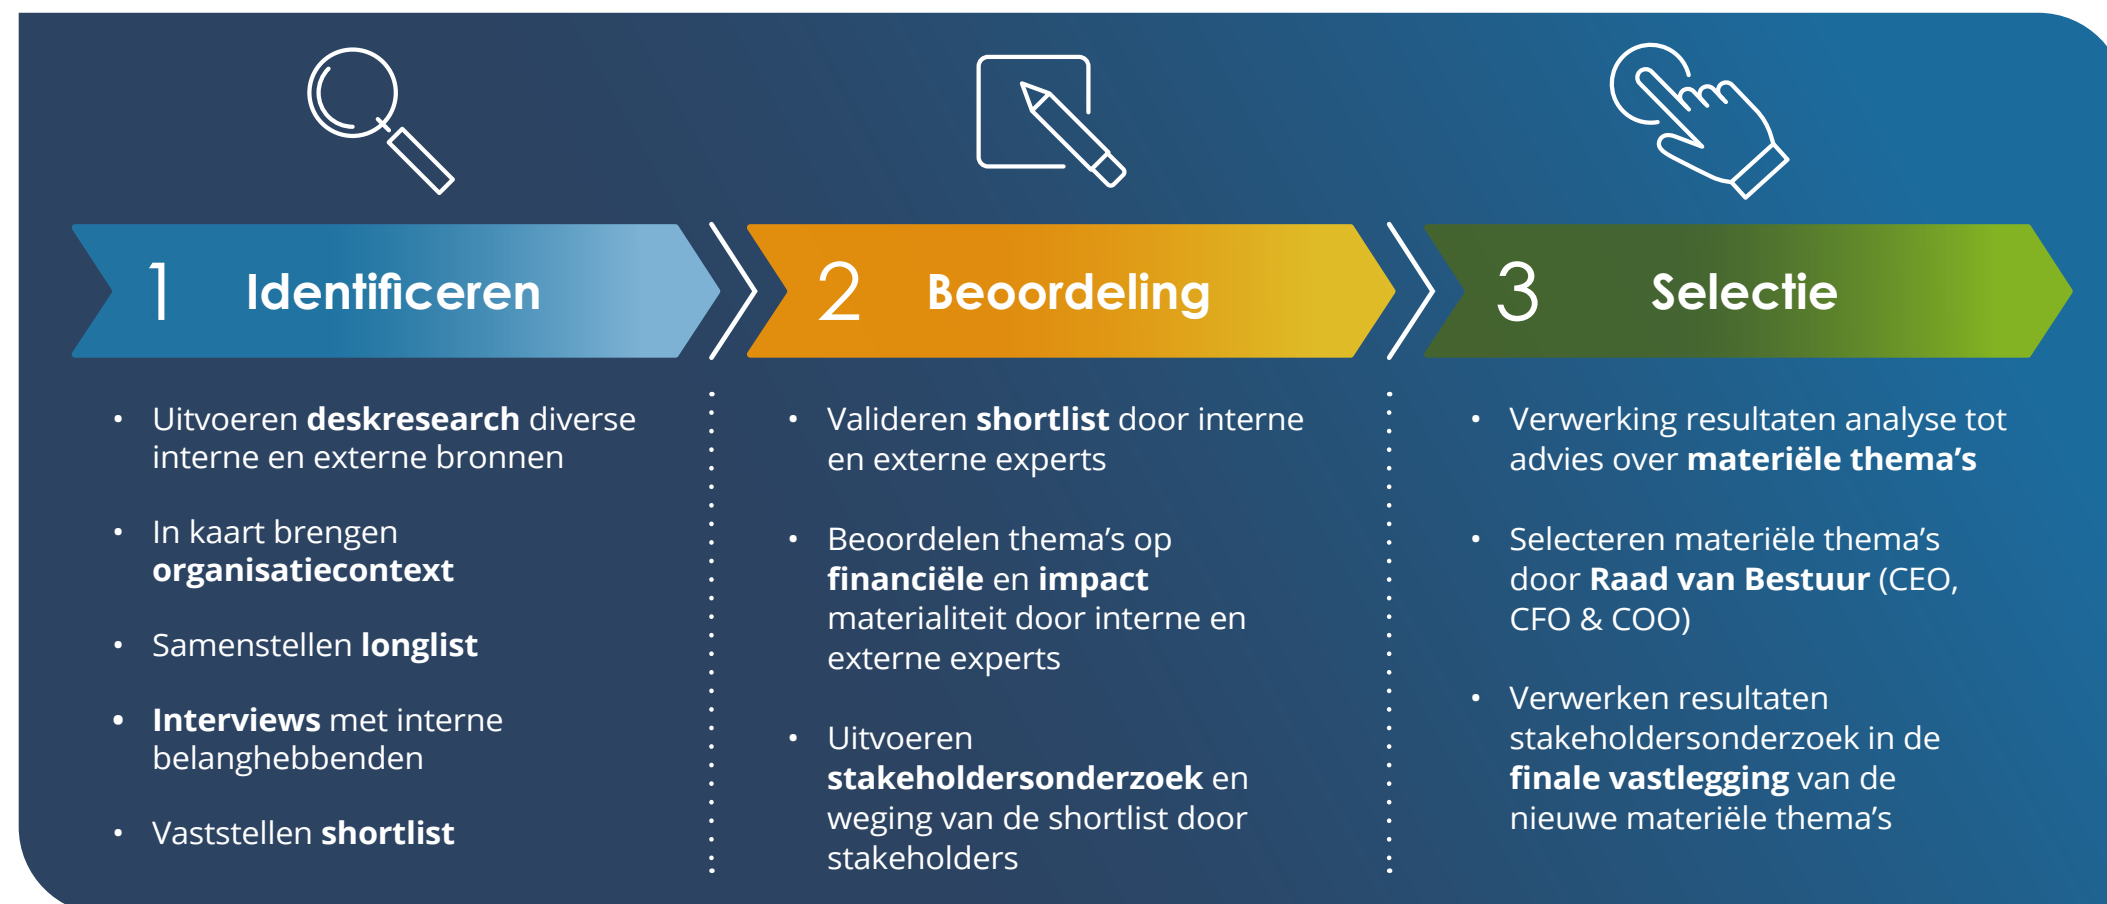 1 Identificeren
• Uitvoeren deskresearch diverse
interne en externe bronnen
• In kaart brengen
organisatiecontext
• Samenstellen longlist
• Interviews met interne
belanghebbenden
• Vaststellen shortlist
2 Beoordeling
• Valideren shortlist door interne
en externe experts
• Beoordelen thema’s op
financiële en impact
materialiteit door interne en
externe experts
• Uitvoeren
stakeholdersonderzoek en
weging van de shortlist door
stakeholders
3 Selectie
• Verwerking resultaten analyse tot
advies over materiële thema’s
• Selecteren materiële thema’s
door Raad van Bestuur (CEO,
CFO & COO)
• Verwerken resultaten
stakeholdersonderzoek in de
finale vastlegging van de
nieuwe materiële thema’s